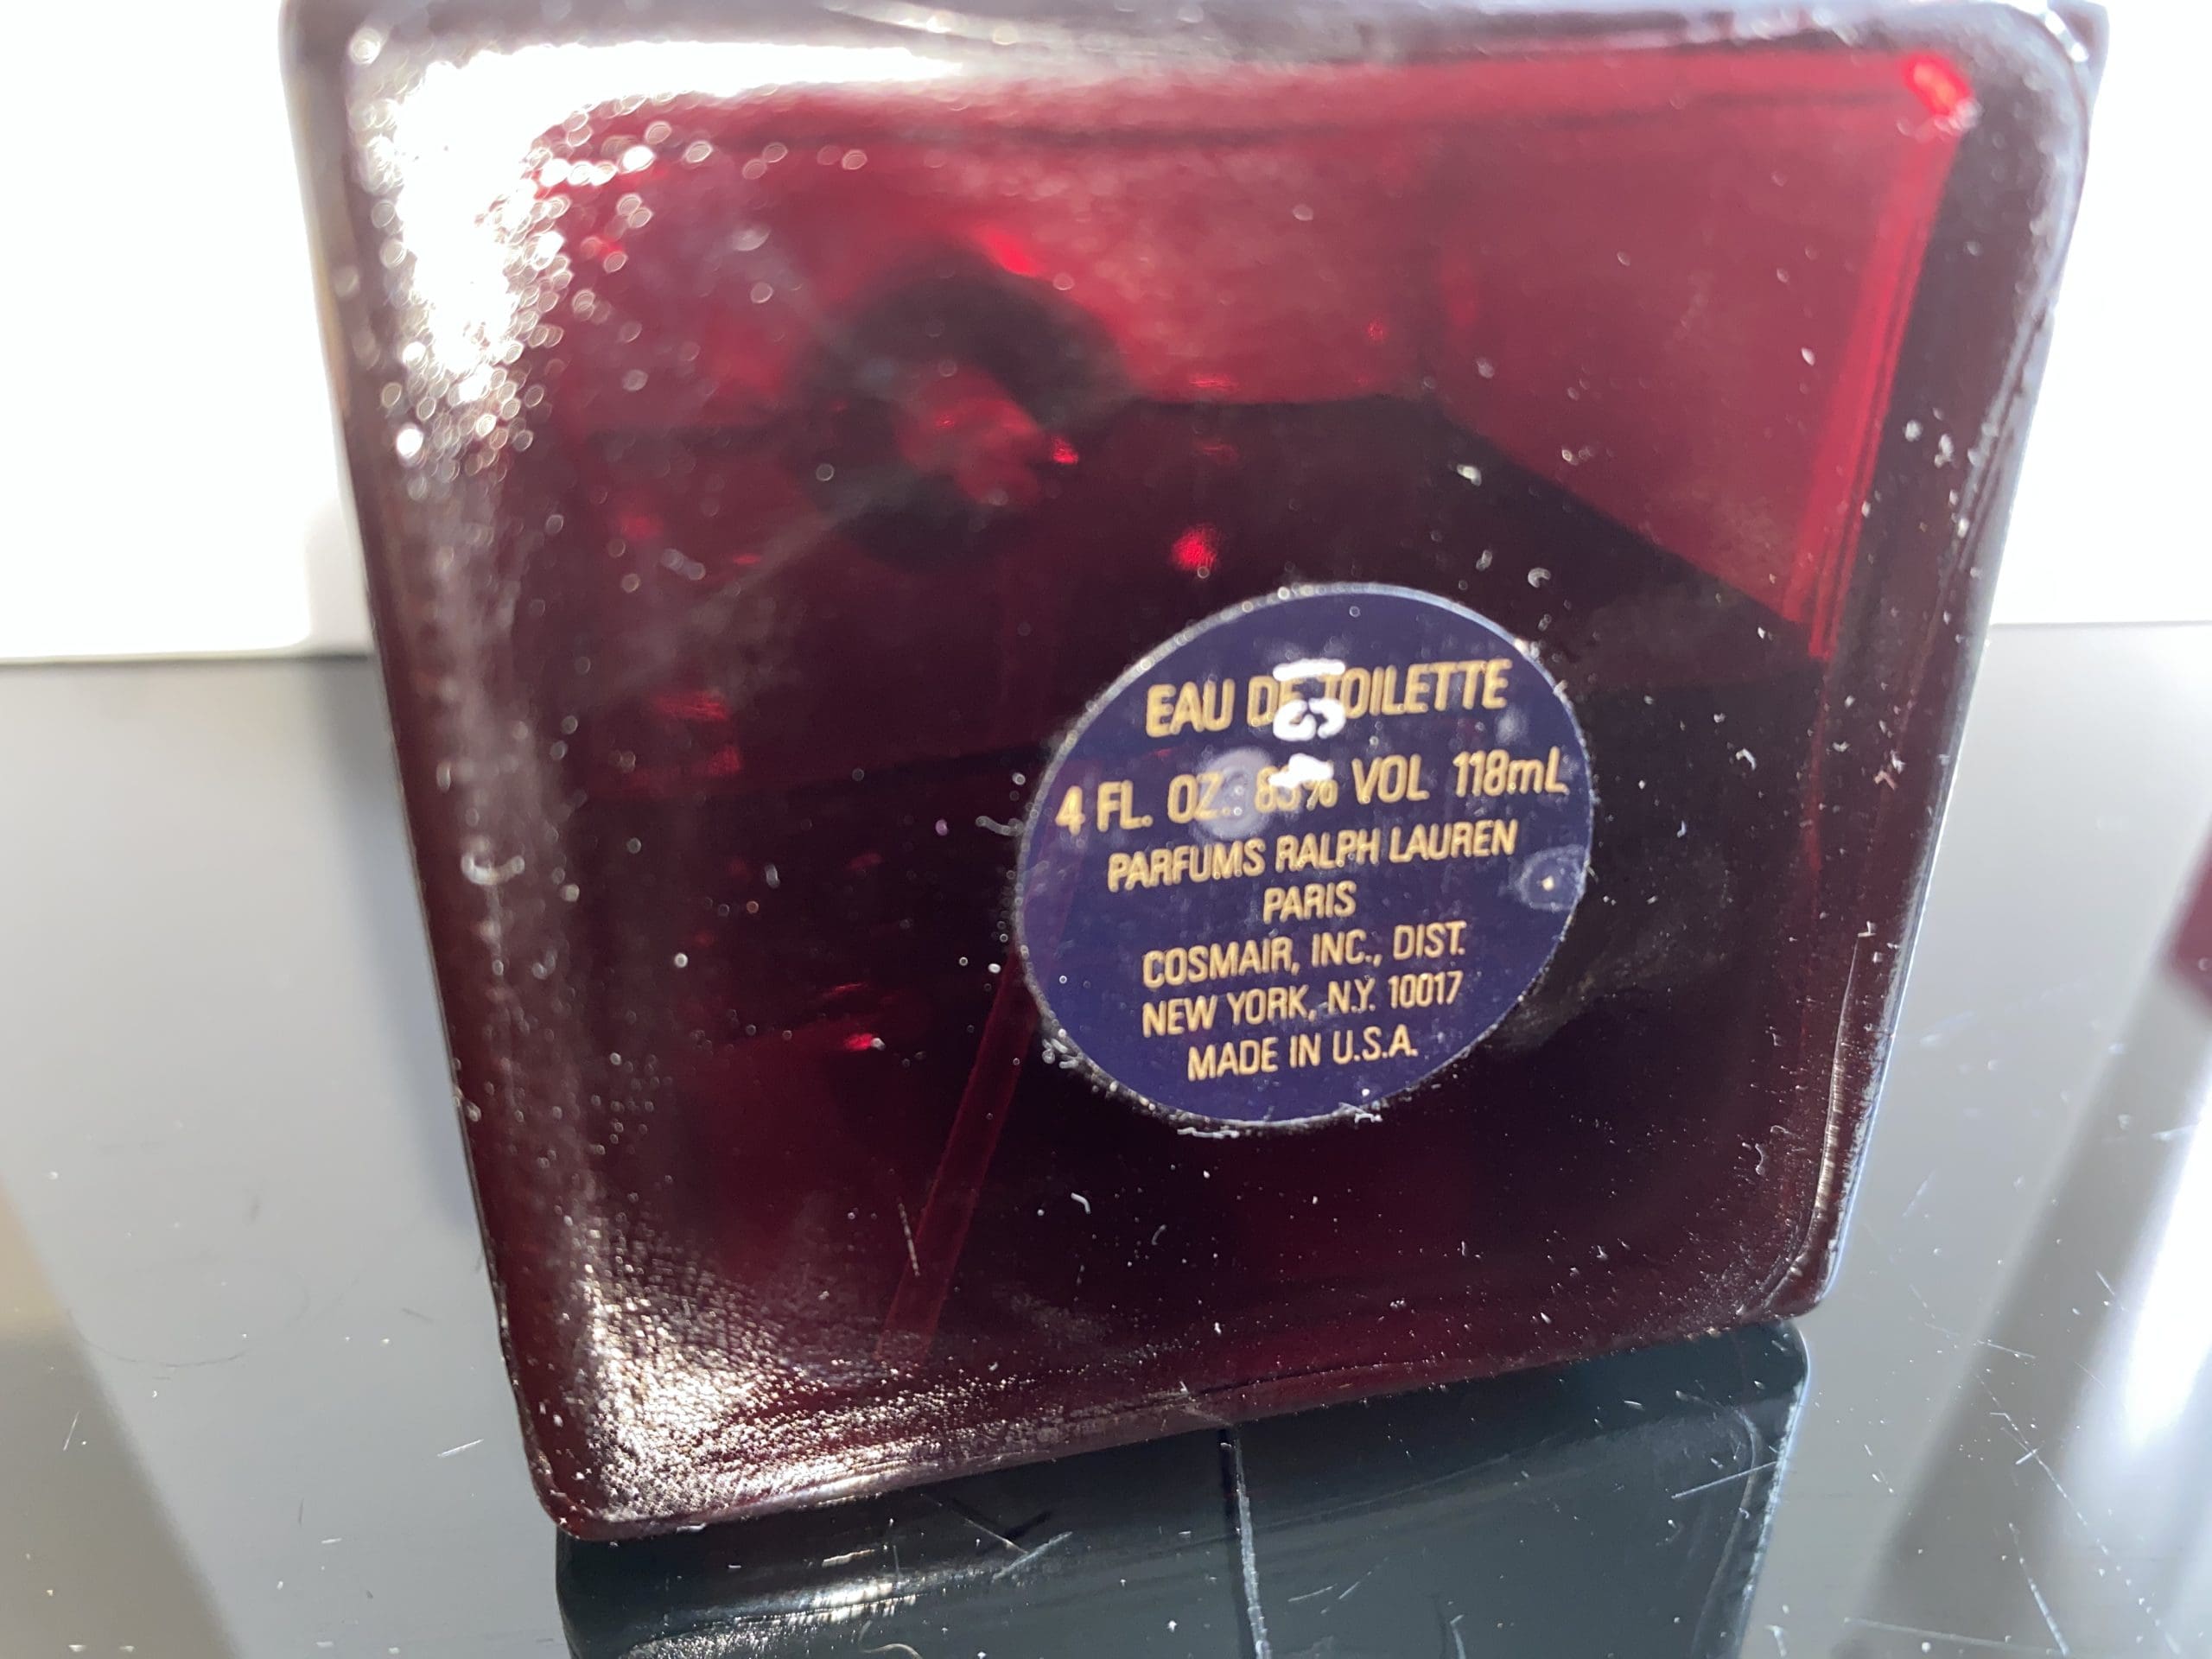 EAU DE TOILETTE
4 FL. OZ. 83% VOL 118mL
PARFUMS RALPH LAUREN
PARIS
COSMAIR, INC., DIST.
NEW YORK, N.Y. 10017
MADE IN U.S.A.